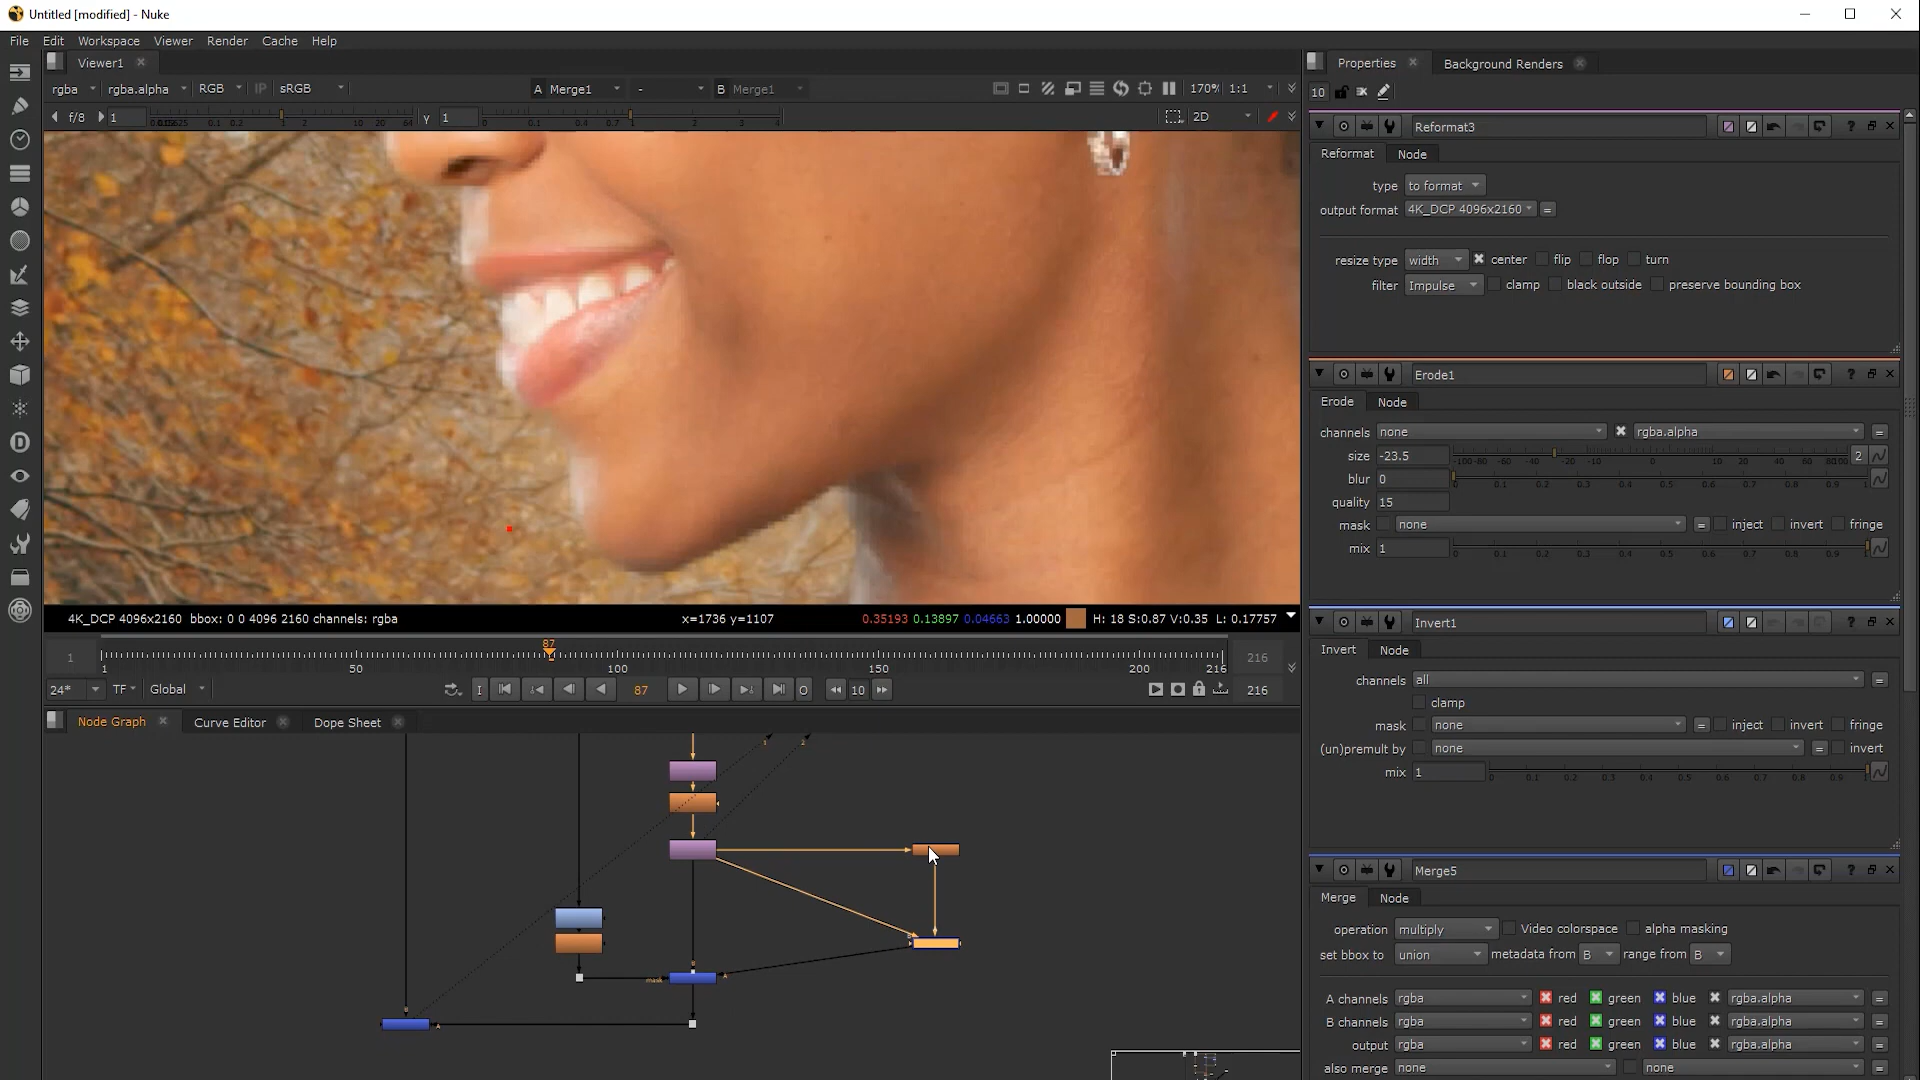 Untitled [modified] - Nuke
File Edit Workspace Viewer Render Cache Help
Viewer1
rgba rgba.alpha RGB IP sRGB A Merge1 - B Merge1 170% 1:1
f/8 1 y 1 2D
4K_DCP 4096x2160 bbox: 0 0 4096 2160 channels: rgba x=1736 y=1107 0.35193 0.13897 0.04663 1.00000 H: 18 S:0.87 V:0.35 L: 0.17757
87
1 1 50 100 150 200 216 216
24* TF Global I 87 O 10 216
Node Graph Curve Editor Dope Sheet
1 2
B
B
mask A
A
Properties Background Renders
10
Reformat3
Reformat Node
type to format
output format 4K_DCP 4096x2160 =
resize type width center flip flop turn
filter Impulse clamp black outside preserve bounding box
Erode1
Erode Node
channels none rgba.alpha =
size -23.5 -100 -80 -60 -40 -20 -10 0 10 20 40 60 80100 2
blur 0 0 0.1 0.2 0.3 0.4 0.5 0.6 0.7 0.8 0.9
quality 15
mask none = inject invert fringe
mix 1 0 0.1 0.2 0.3 0.4 0.5 0.6 0.7 0.8 0.9
Invert1
Invert Node
channels all =
clamp
mask none = inject invert fringe
(un)premult by none = invert
mix 1 0 0.1 0.2 0.3 0.4 0.5 0.6 0.7 0.8 0.9
Merge5
Merge Node
operation multiply Video colorspace alpha masking
set bbox to union metadata from B range from B
A channels rgba red green blue rgba.alpha =
B channels rgba red green blue rgba.alpha =
output rgba red green blue rgba.alpha =
also merge none none